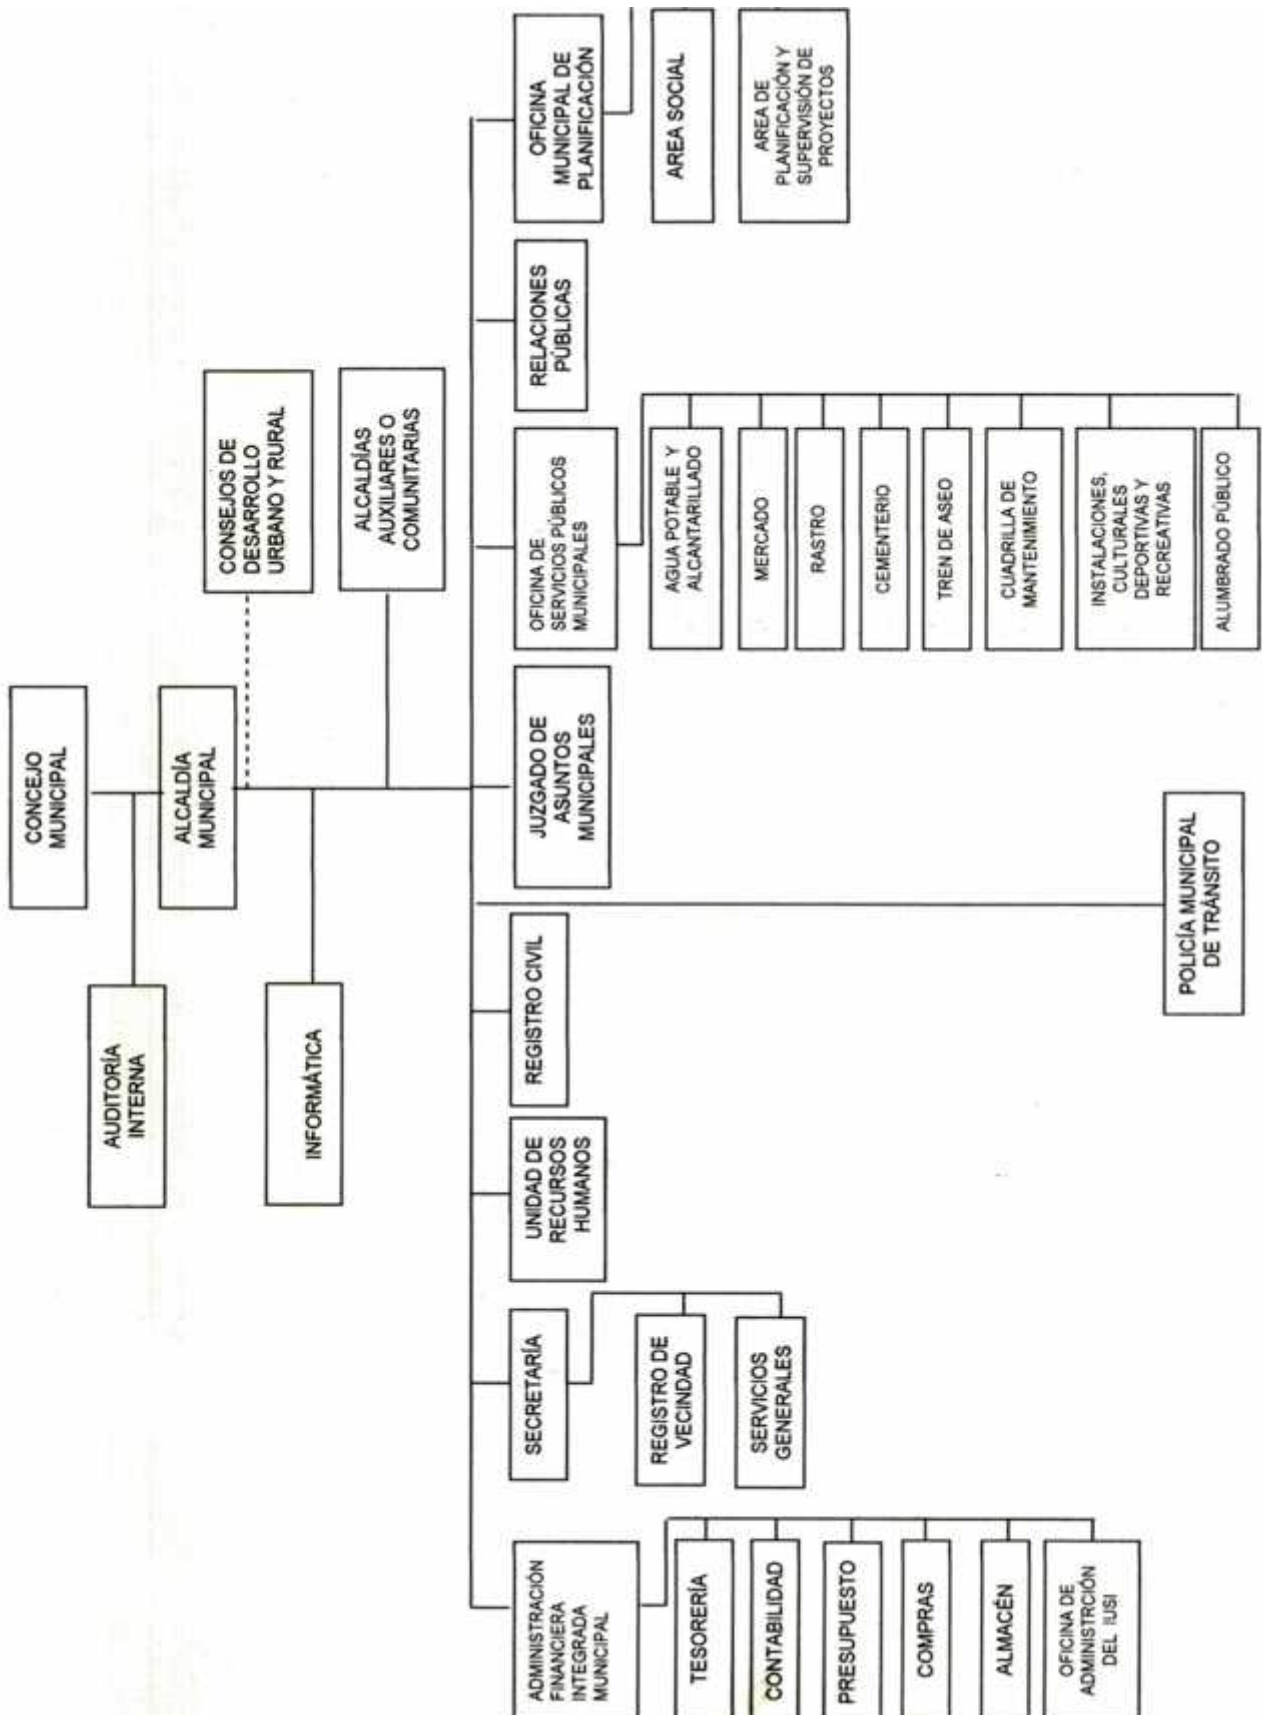 CONCEJO
MUNICIPAL
AUDITORÍA
INTERNA
ALCALDÍA
MUNICIPAL
CONSEJOS DE
DESARROLLO
URBANO Y RURAL
INFORMÁTICA
ALCALDÍAS
AUXILIARES O
COMUNITARIAS
ADMINISTRACIÓN
FINANCIERA
INTEGRADA
MUNICIPAL
TESORERÍA
CONTABILIDAD
PRESUPUESTO
COMPRAS
ALMACÉN
OFICINA DE
ADMINISTRCIÓN
DEL IUSI
SECRETARÍA
REGISTRO DE
VECINDAD
SERVICIOS
GENERALES
UNIDAD DE
RECURSOS
HUMANOS
REGISTRO CIVIL
POLICÍA MUNICIPAL
DE TRÁNSITO
JUZGADO DE
ASUNTOS
MUNICIPALES
OFICINA DE
SERVICIOS PÚBLICOS
MUNICIPALES
AGUA POTABLE Y
ALCANTARILLADO
MERCADO
RASTRO
CEMENTERIO
TREN DE ASEO
CUADRILLA DE
MANTENIMIENTO
INSTALACIONES,
CULTURALES
DEPORTIVAS Y
RECREATIVAS
ALUMBRADO PÚBLICO
RELACIONES
PÚBLICAS
OFICINA
MUNICIPAL DE
PLANIFICACIÓN
AREA SOCIAL
AREA DE
PLANIFICACIÓN Y
SUPERVISIÓN DE
PROYECTOS